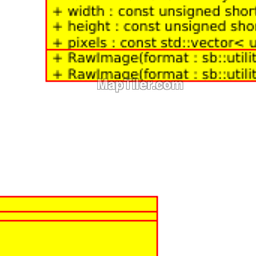 + width : const unsigned short
+ height : const unsigned shor
+ pixels : const std::vector< u
+ RawImage(format : sb::utilit
+ RawImage(format : sb::utilit
MapTiler.com